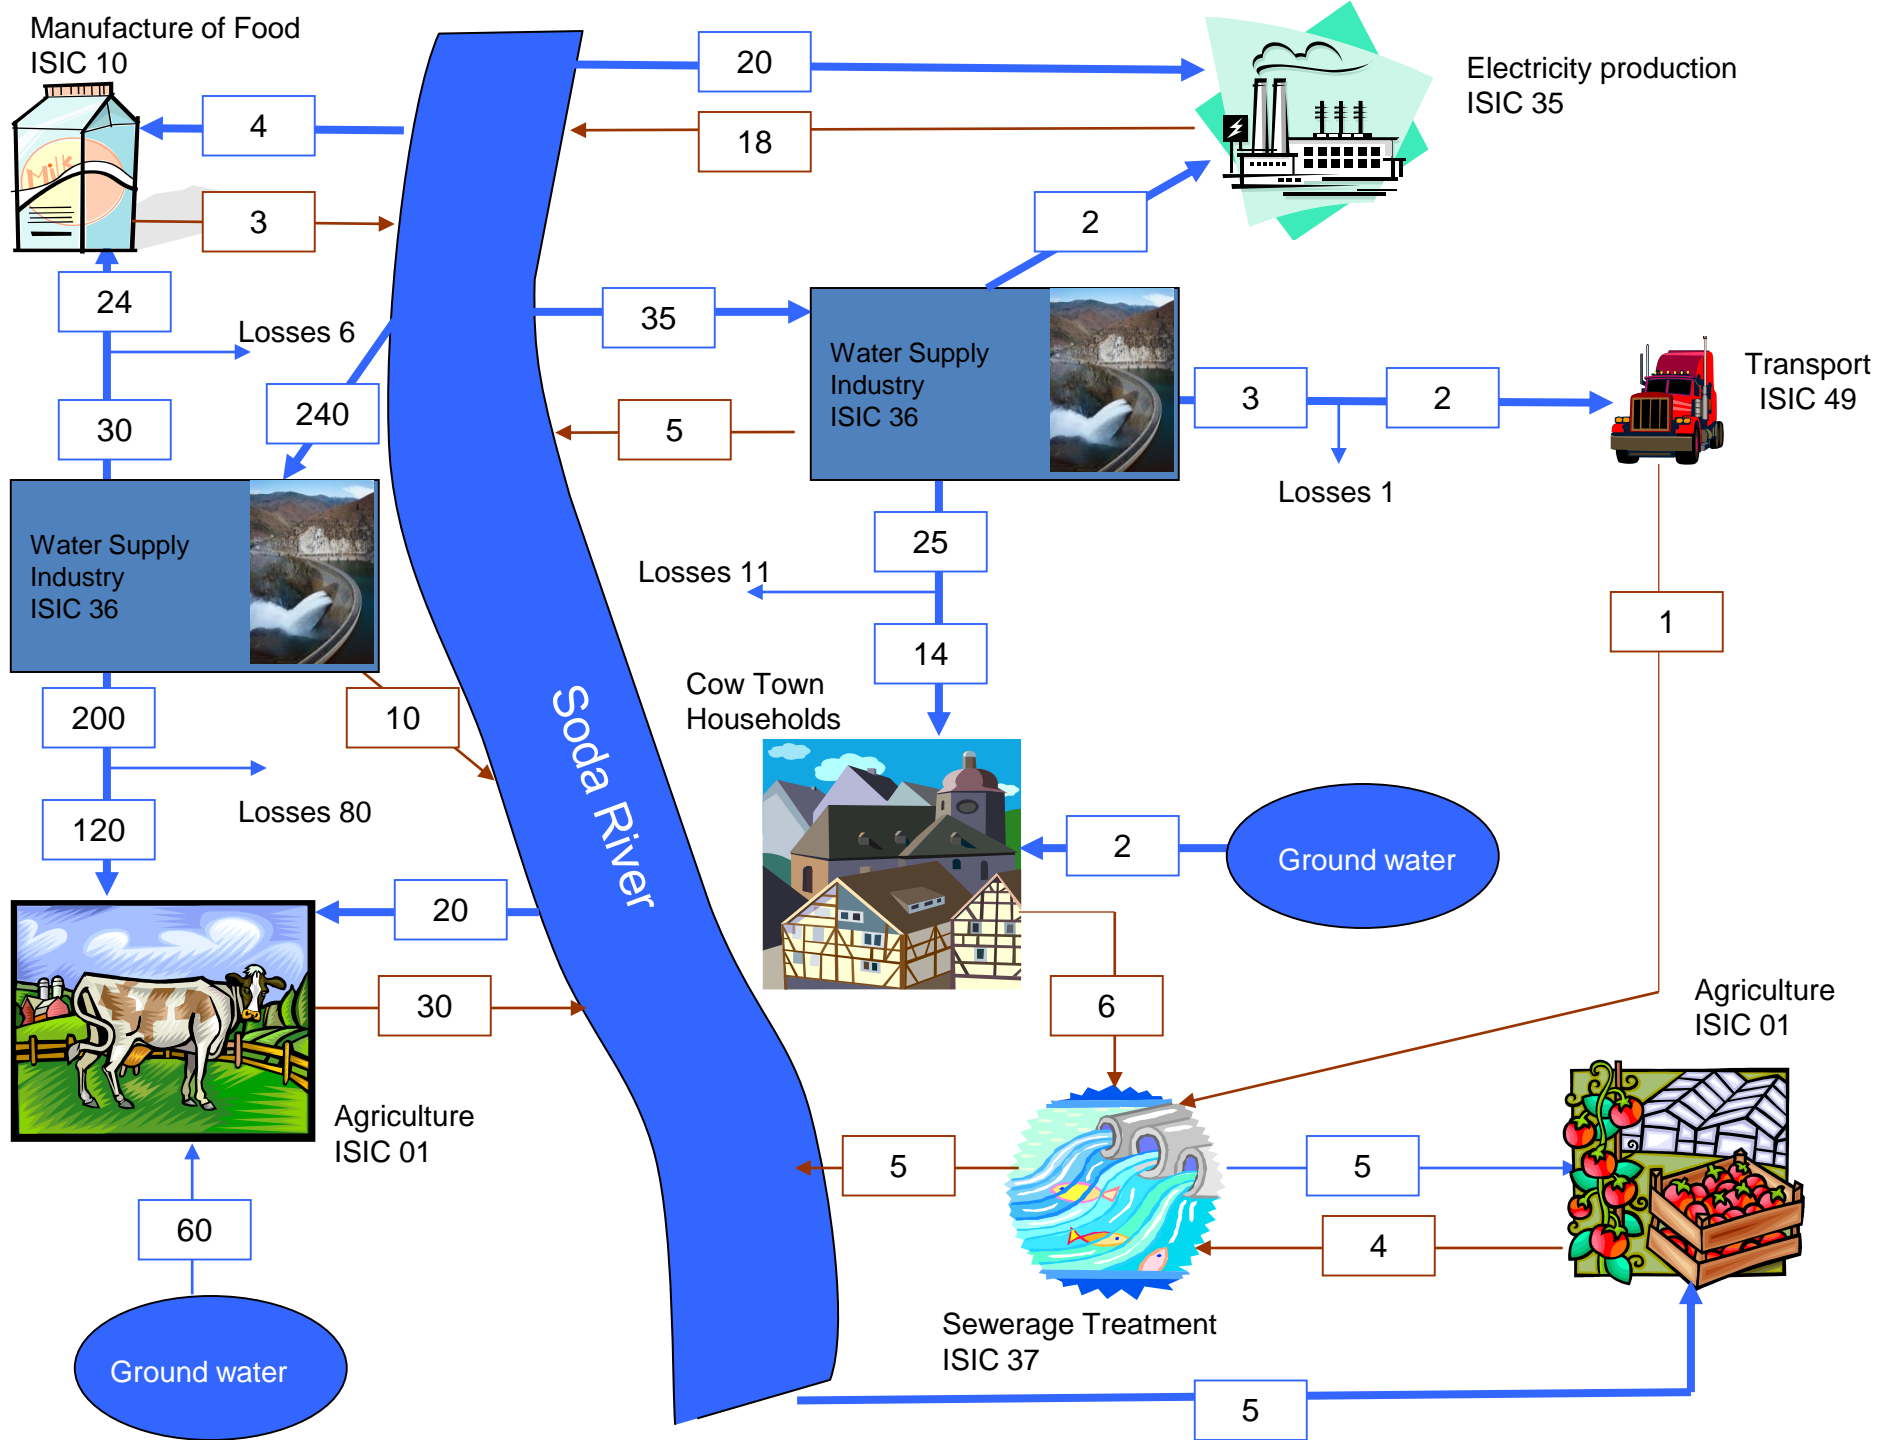 Manufacture of Food
ISIC 10
Milk
20
Electricity production
ISIC 35
4
18
3
2
24
35
Losses 6
Water Supply
Industry
ISIC 36
Transport
ISIC 49
3
2
240
30
5
Losses 1
Water Supply
Industry
ISIC 36
25
Losses 11
1
14
200
10
Soda River
Cow Town
Households
Losses 80
120
2
Ground water
20
30
6
Agriculture
ISIC 01
Agriculture
ISIC 01
5
5
60
4
Sewerage Treatment
ISIC 37
Ground water
5